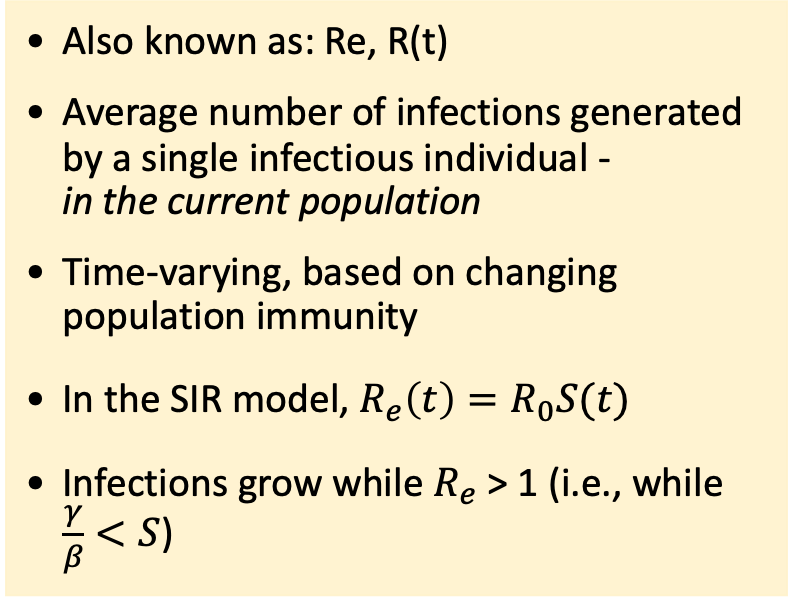 • Also known as: Re, R(t)
• Average number of infections generated
by a single infectious individual -
in the current population
• Time-varying, based on changing
population immunity
• In the SIR model, $R_e(t) = R_0S(t)$
• Infections grow while $R_e$ > 1 (i.e., while
$\frac{\gamma}{\beta} < S$)